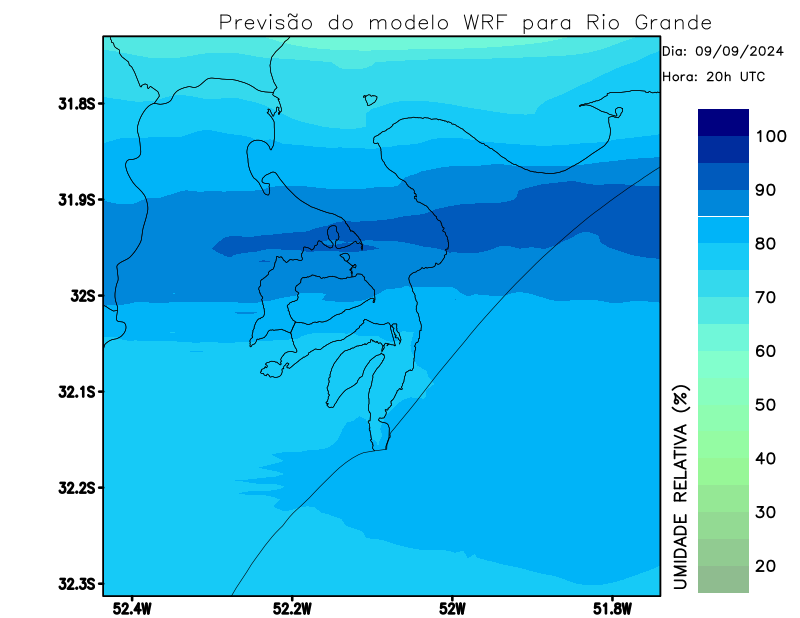 Previsão do modelo WRF para Rio Grande
Dia: 09/09/2024
Hora: 20h UTC
31.8S
31.9S
32S
32.1S
32.2S
32.3S
52.4W
52.2W
52W
51.8W
100
90
80
70
60
50
40
30
20
UMIDADE RELATIVA (%)